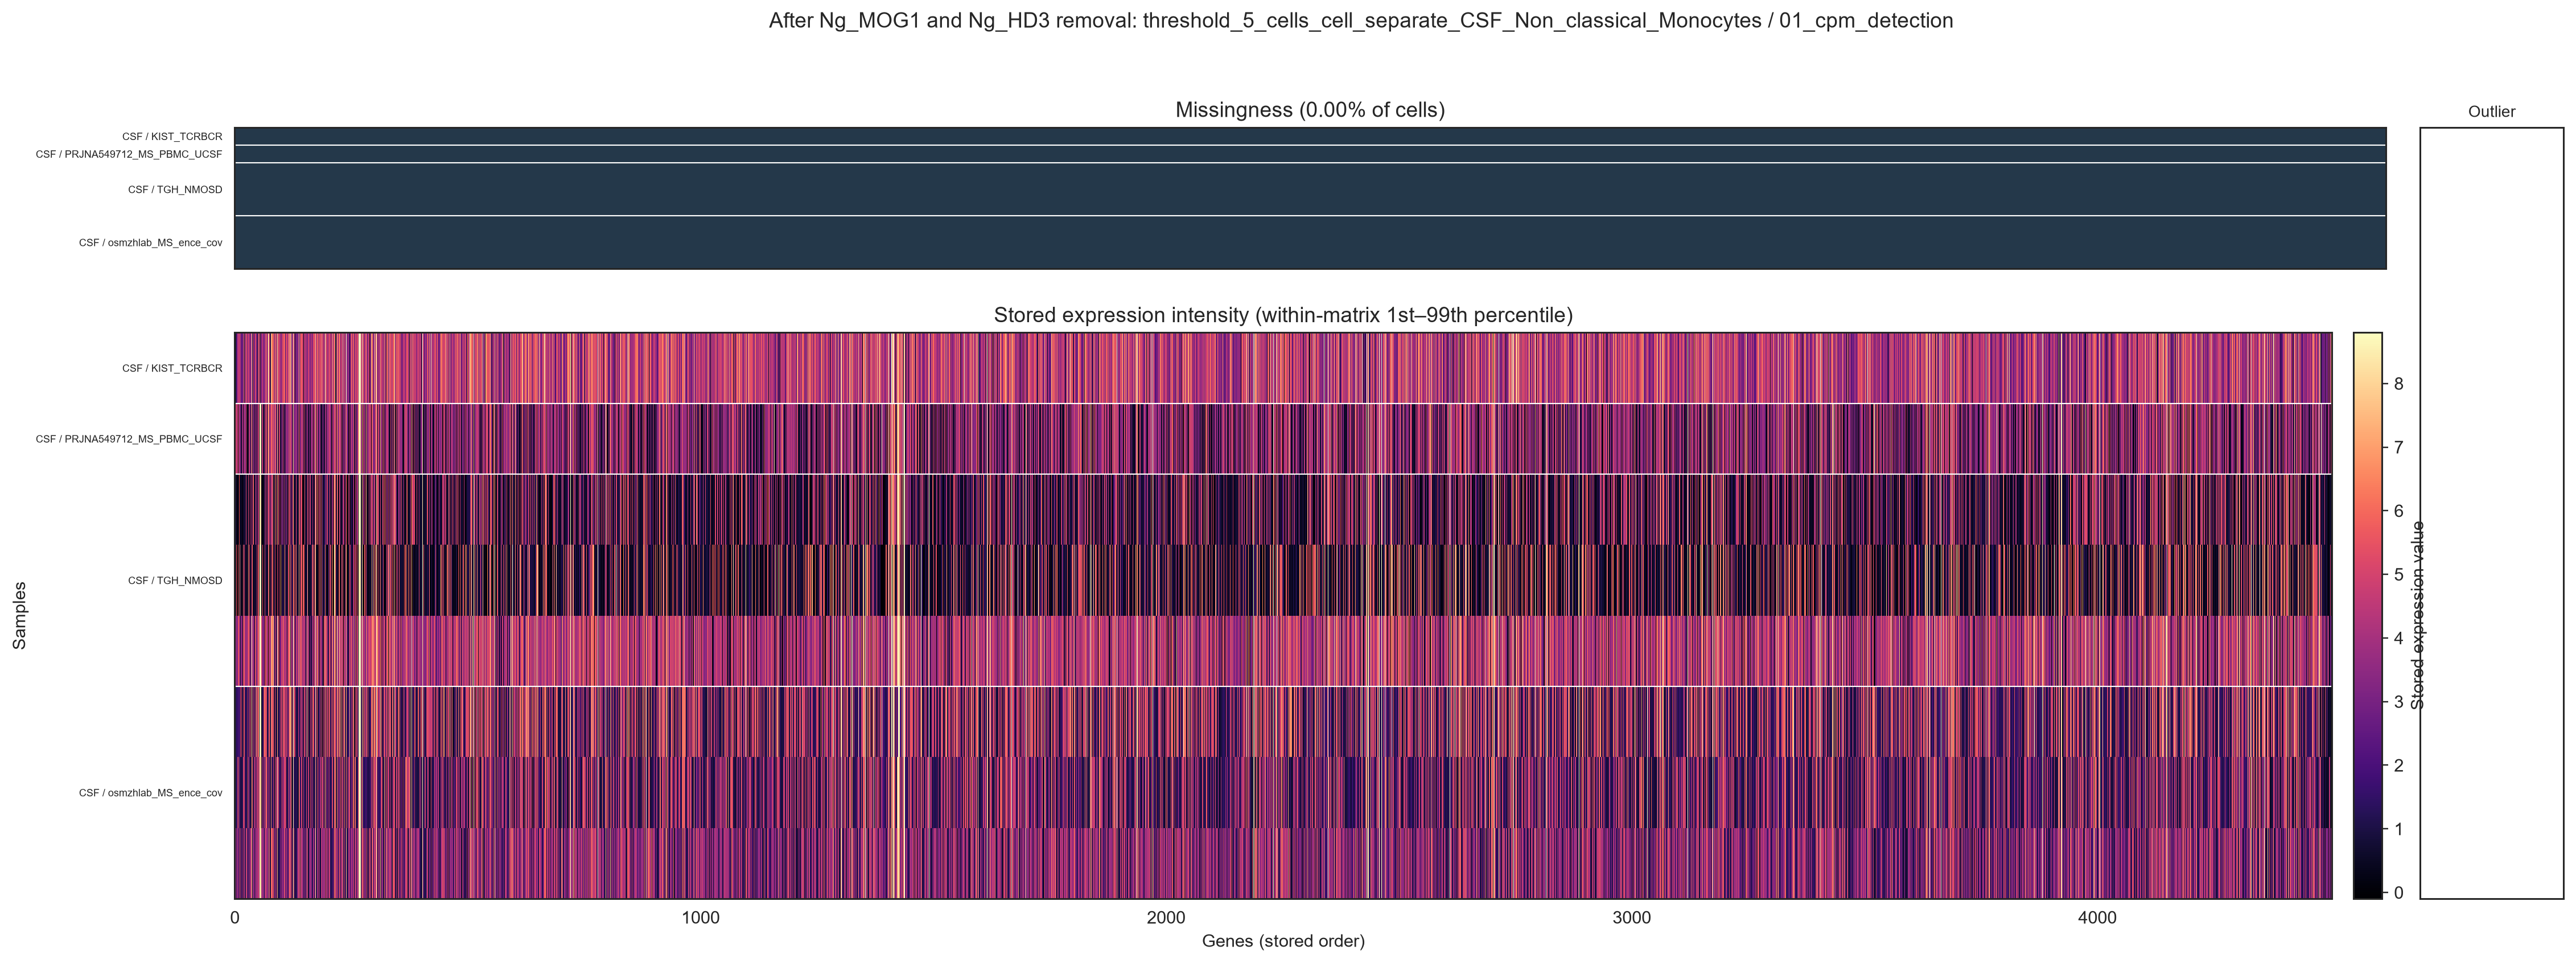 After Ng_MOG1 and Ng_HD3 removal: threshold_5_cells_cell_separate_CSF_Non_classical_Monocytes / 01_cpm_detection
Missingness (0.00% of cells)
Outlier
CSF / KIST_TCRBCR
CSF / PRJNA549712_MS_PBMC_UCSF
CSF / TGH_NMOSD
CSF / osmzhlab_MS_ence_cov
Stored expression intensity (within-matrix 1st–99th percentile)
CSF / KIST_TCRBCR
CSF / PRJNA549712_MS_PBMC_UCSF
CSF / TGH_NMOSD
CSF / osmzhlab_MS_ence_cov
Samples
8
7
6
5
4
3
2
1
0
Stored expression value
0 1000 2000 3000 4000
Genes (stored order)